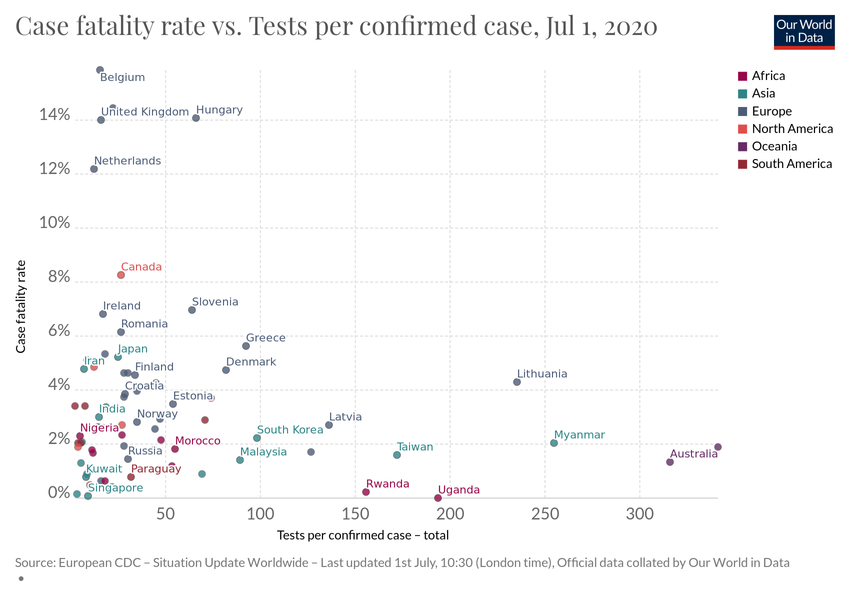 Case fatality rate vs. Tests per confirmed case, Jul 1, 2020
Our World
in Data
Africa
Asia
Europe
North America
Oceania
South America
Case fatality rate
14%
12%
10%
8%
6%
4%
2%
0%
Belgium
United Kingdom
Hungary
Netherlands
Canada
Slovenia
Ireland
Romania
Greece
Japan
Iran
Denmark
Finland
Lithuania
Croatia
Estonia
India
Norway
Latvia
Nigeria
South Korea
Myanmar
Morocco
Russia
Malaysia
Taiwan
Australia
Kuwait
Paraguay
Singapore
Rwanda
Uganda
50
100
150
200
250
300
Tests per confirmed case – total
Source: European CDC – Situation Update Worldwide – Last updated 1st July, 10:30 (London time), Official data collated by Our World in Data